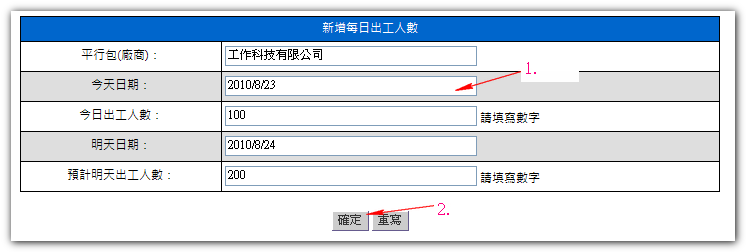 新增每日出工人數
平行包(廠商)： 工作科技有限公司
今天日期： 2010/8/23 1.
今日出工人數： 100 請填寫數字
明天日期： 2010/8/24
預計明天出工人數： 200 請填寫數字
確定 重寫 2.